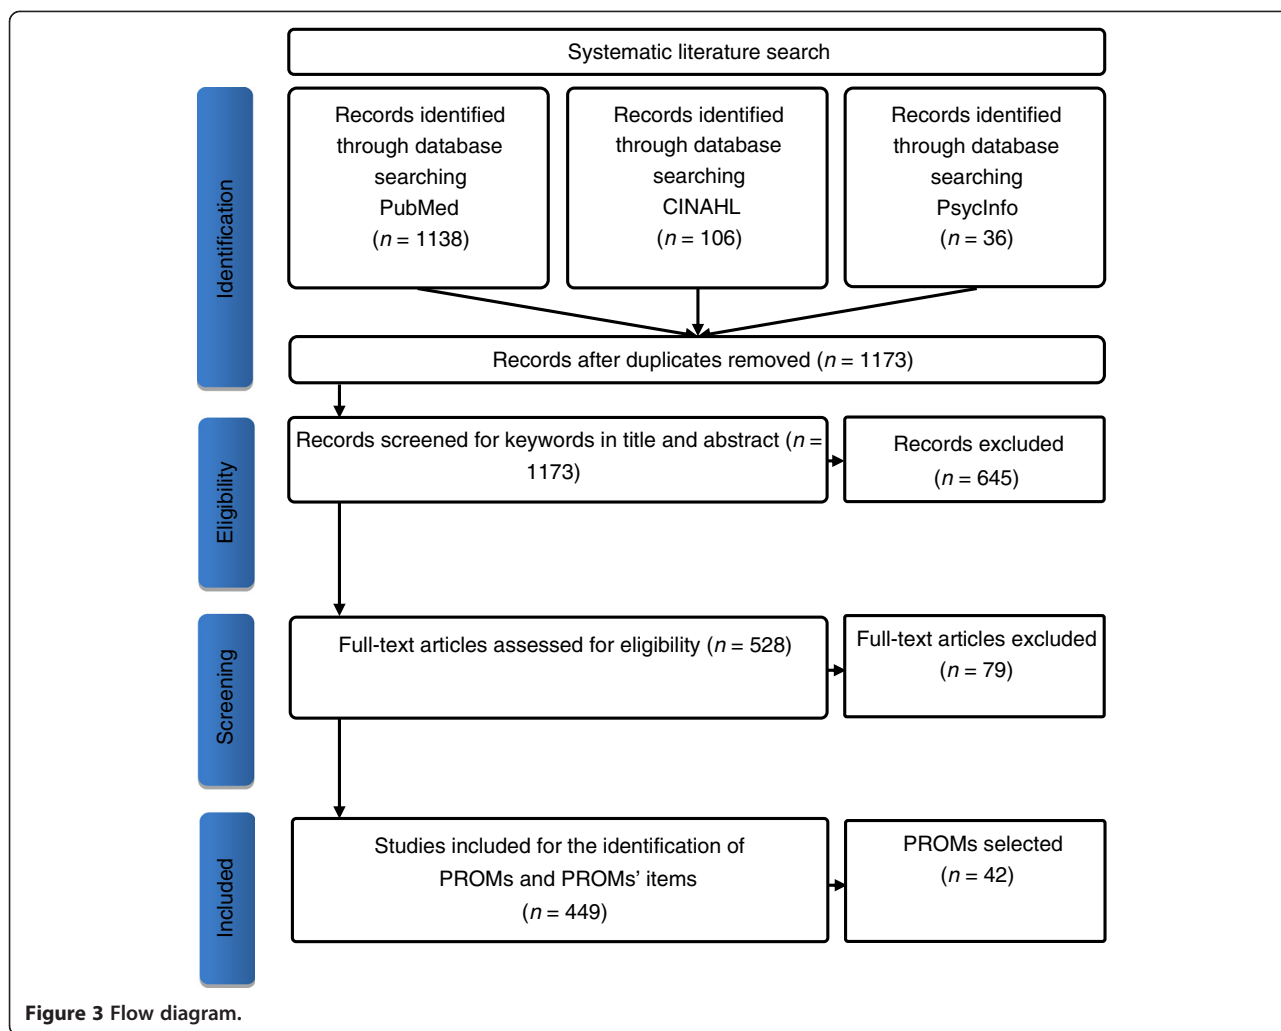 Systematic literature search
Identification
Records identified
through database
searching
PubMed
(n = 1138)
Records identified
through database
searching
CINAHL
(n = 106)
Records identified
through database
searching
PsycInfo
(n = 36)
Records after duplicates removed (n = 1173)
Eligibility
Records screened for keywords in title and abstract (n =
1173)
Records excluded
(n = 645)
Screening
Full-text articles assessed for eligibility (n = 528)
Full-text articles excluded
(n = 79)
Included
Studies included for the identification of
PROMs and PROMs’ items
(n = 449)
PROMs selected
(n = 42)
Figure 3 Flow diagram.